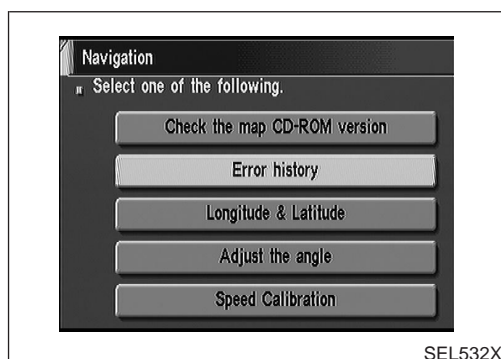 Navigation
Select one of the following.
Check the map CD-ROM version
Error history
Longitude & Latitude
Adjust the angle
Speed Calibration
SEL532X